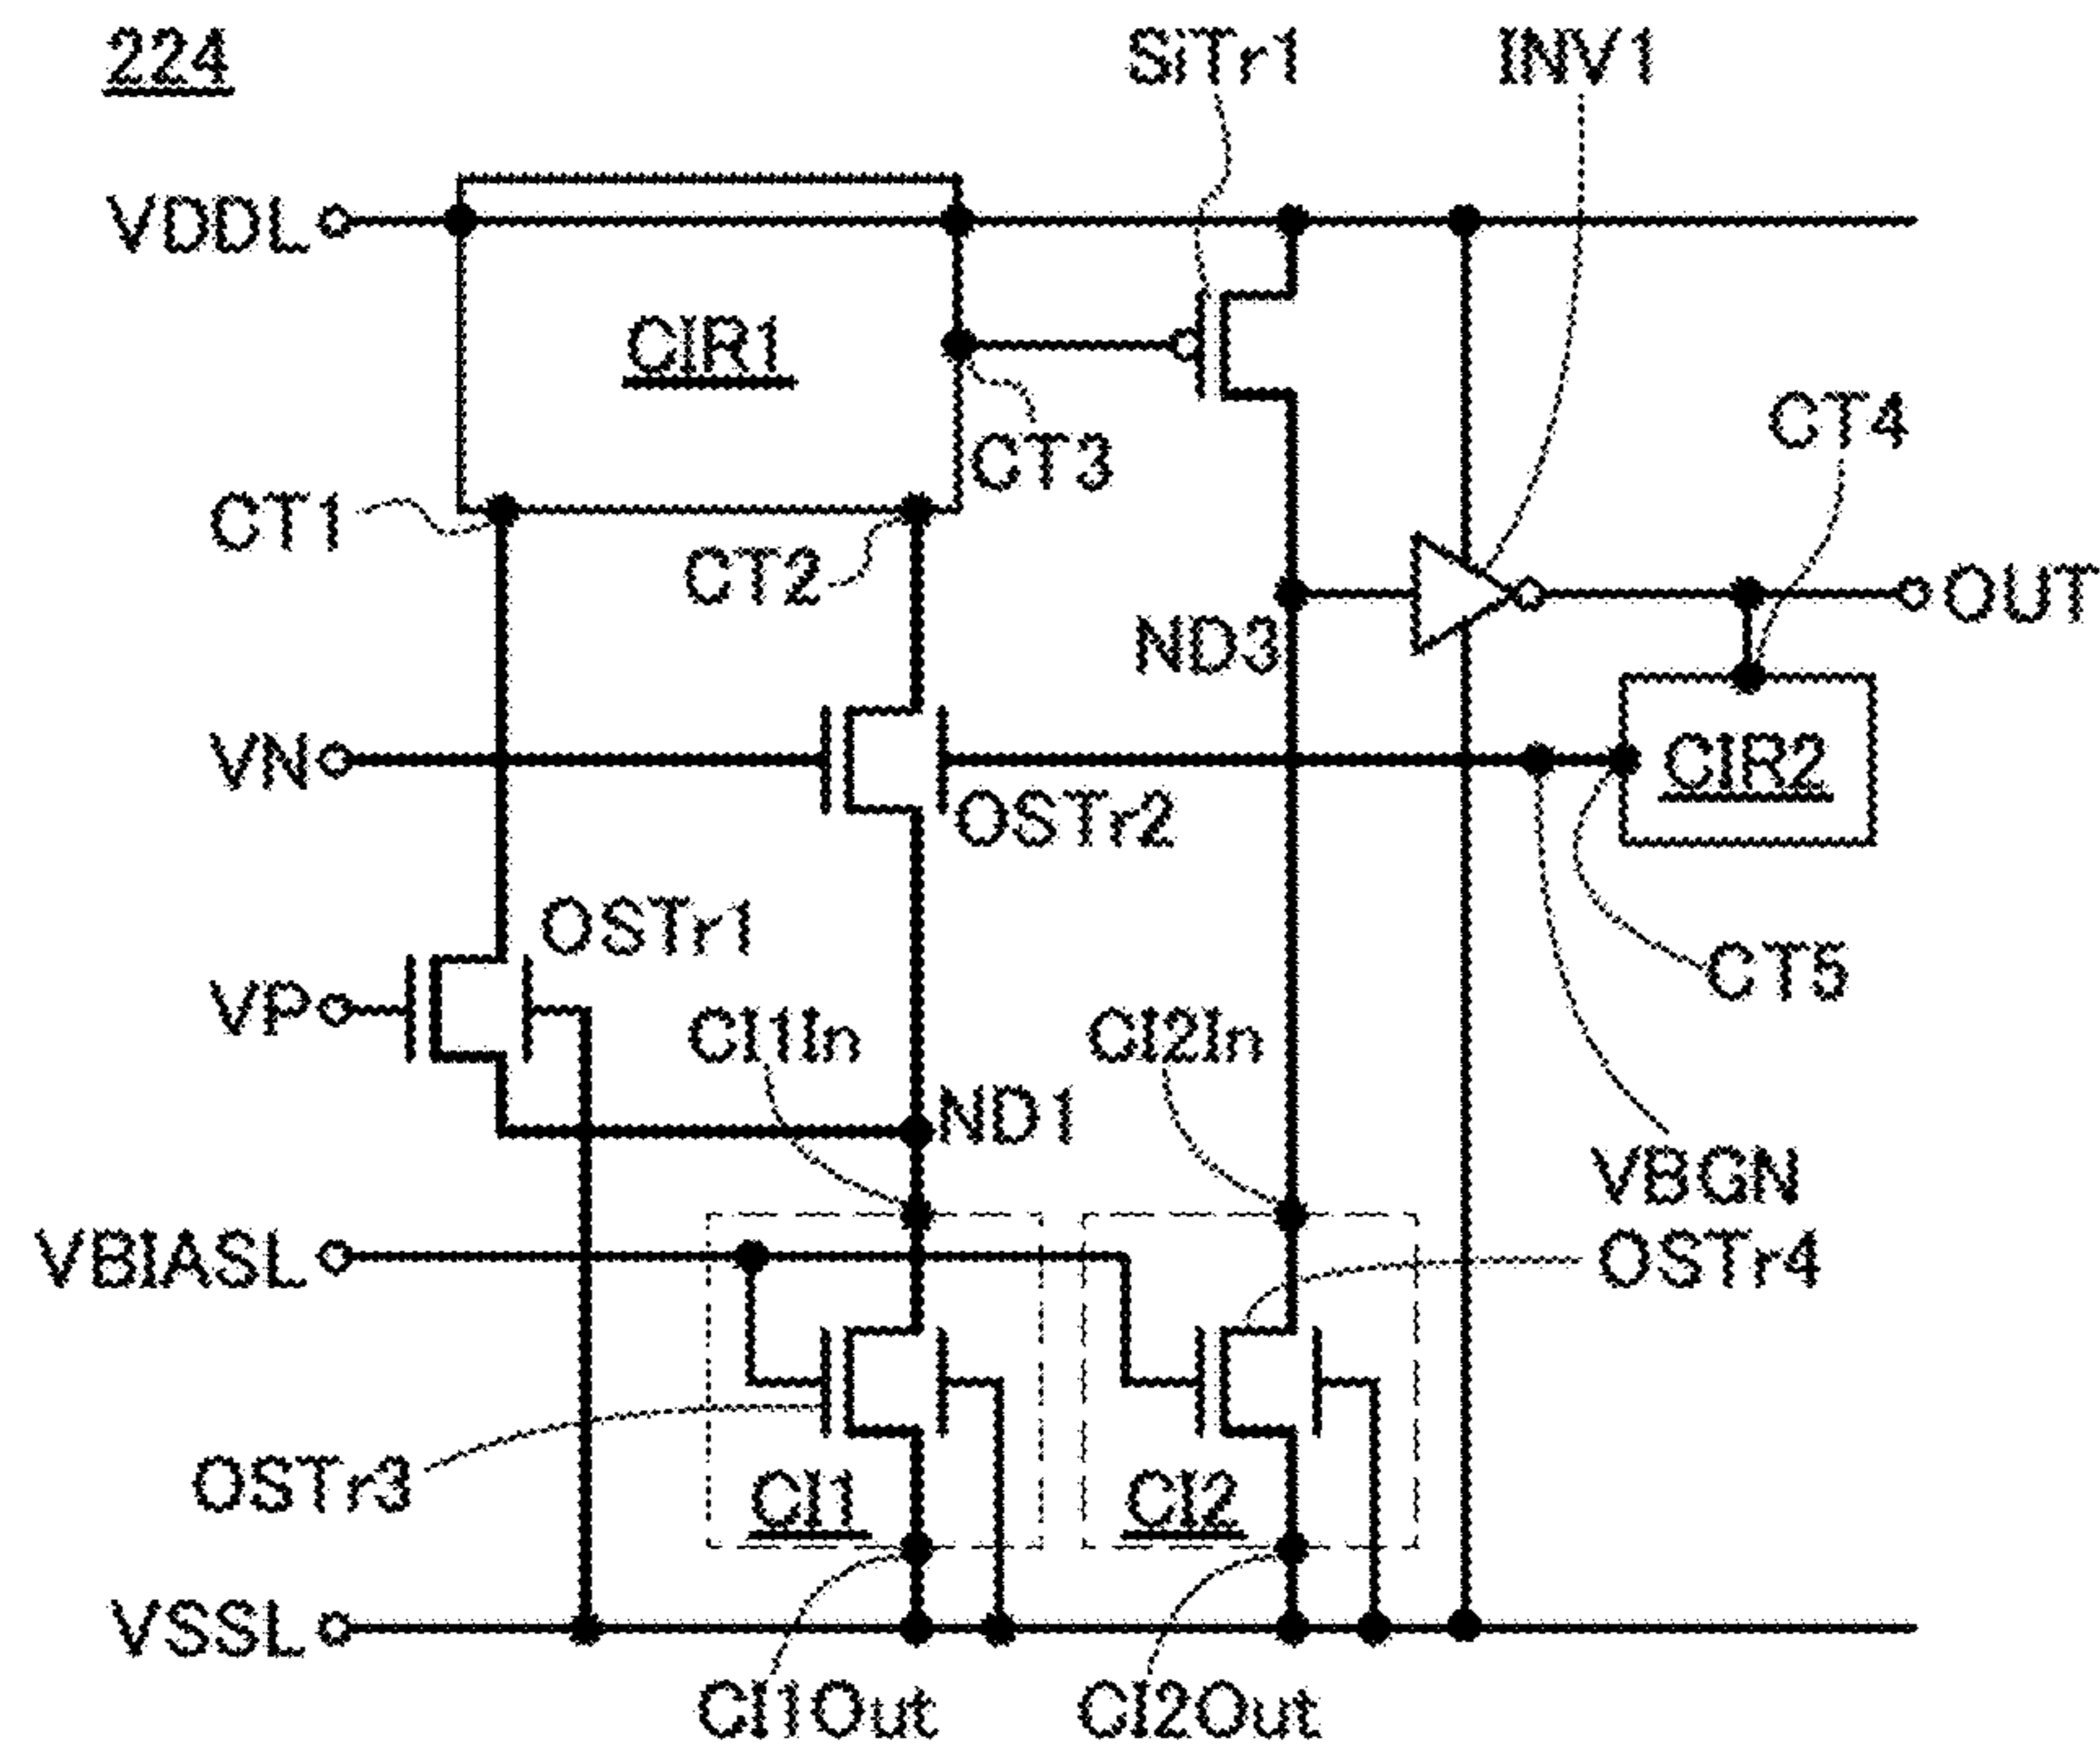 224
SiTr1
INV1
VDDL
CIR1
CT4
CT3
CT1
CT2
OUT
ND3
VN
CIR2
OSTr2
OSTr1
CT5
VP
CI1In
CI2In
ND1
VBGN
VBIASL
OSTr4
OSTr3
CI1
CI2
VSSL
CI1Out
CI2Out